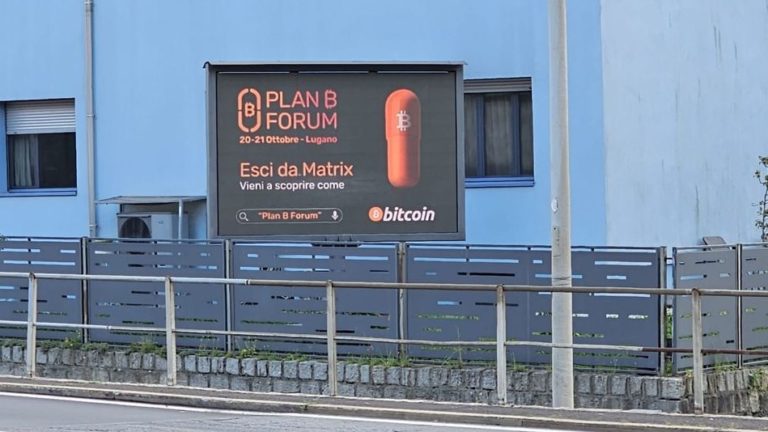 PLAN B
FORUM
20-21 Ottobre - Lugano
Esci da Matrix
Vieni a scoprire come
"Plan B Forum"
bitcoin